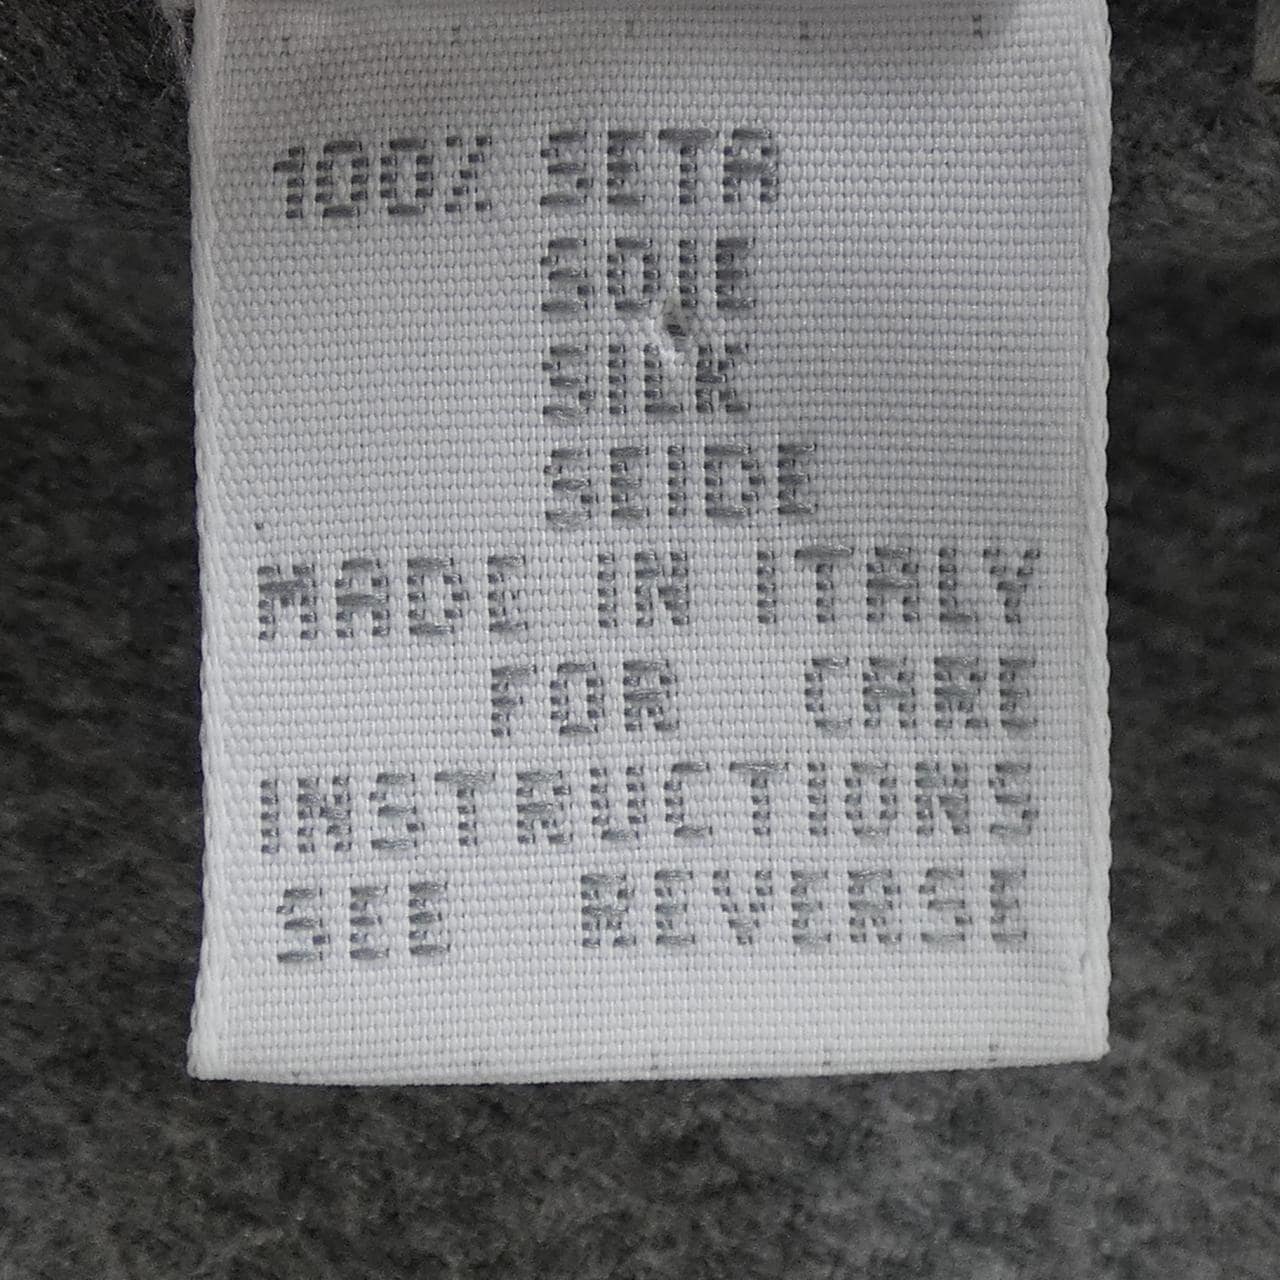 100% SETA
SOIE
SILK
SEIDE
MADE IN ITALY
FOR CARE
INSTRUCTIONS
SEE REVERSE